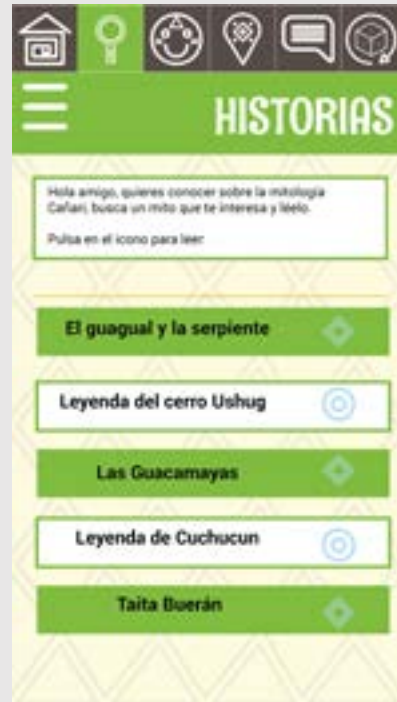 HISTORIAS
Hola amigo, quieres conocer sobre la mitología
Cañari, busca un mito que te interesa y léelo.
Pulsa en el icono para leer
El guagual y la serpiente
Leyenda del cerro Ushug
Las Guacamayas
Leyenda de Cuchucun
Taita Buerán